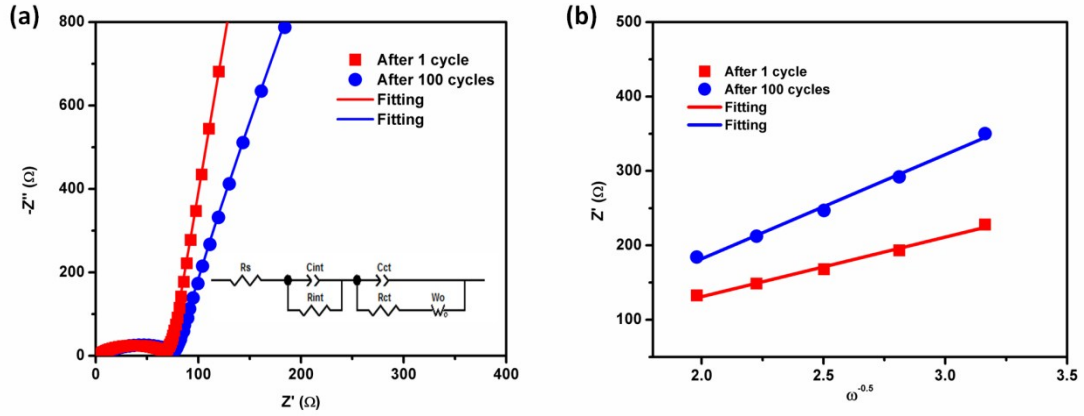 (a)
800
600
400
200
0
-Z'' (Ω)
After 1 cycle
After 100 cycles
Fitting
Fitting
Rs
Cint
Cct
Rint
Rct
Wo
0
100
200
300
400
Z' (Ω)
(b)
500
400
300
200
100
Z' (Ω)
After 1 cycle
After 100 cycles
Fitting
Fitting
2.0
2.5
3.0
3.5
ω-0.5